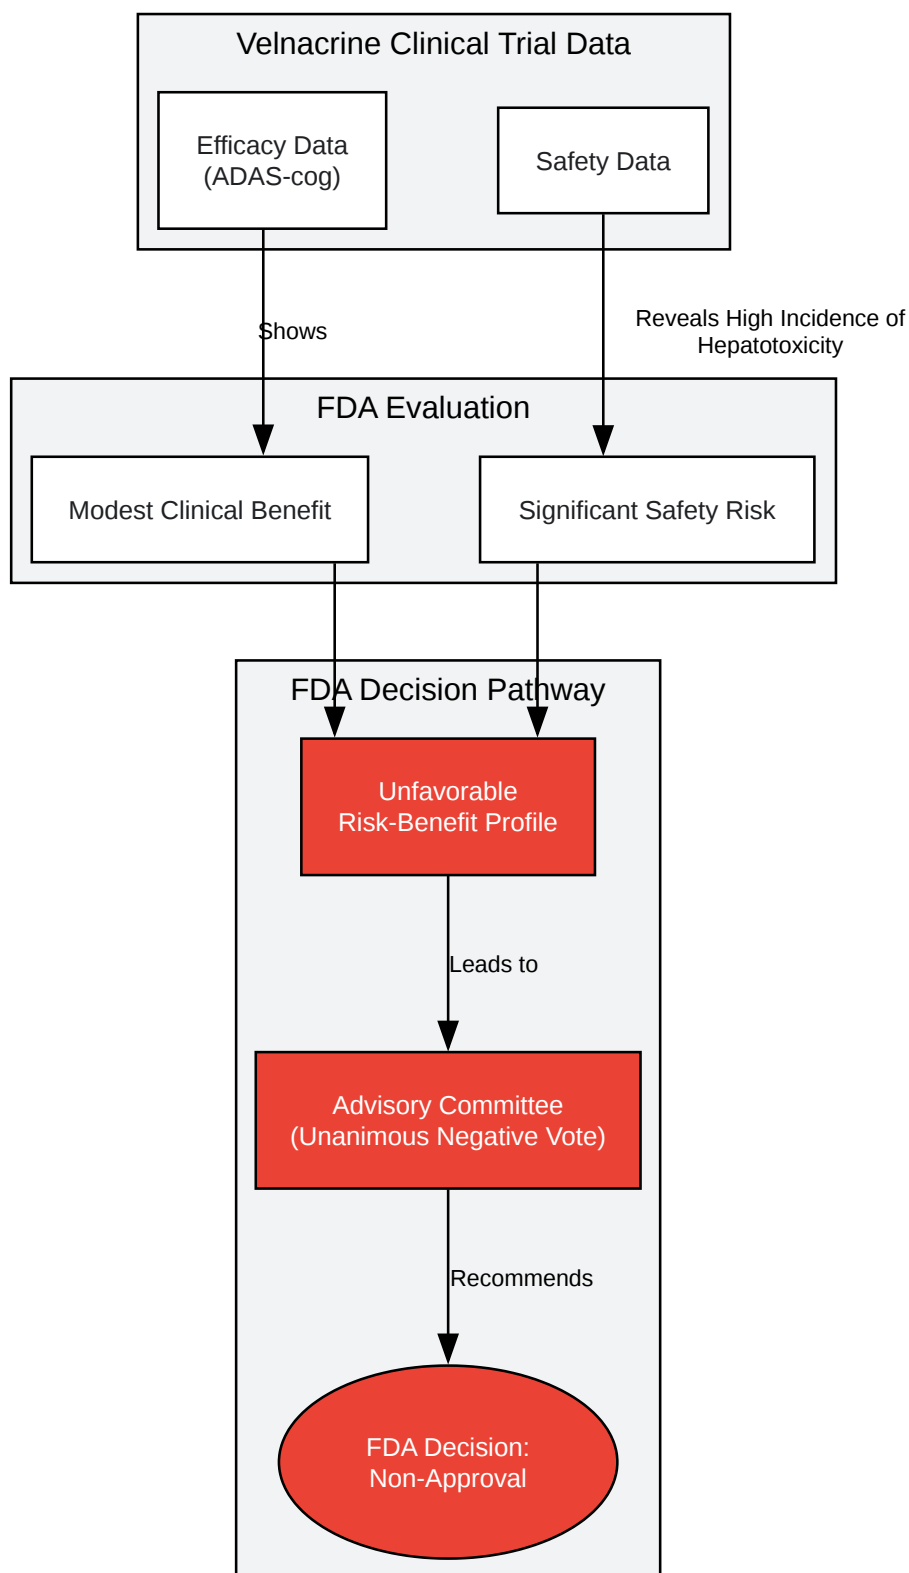 Velnacrine Clinical Trial Data
Efficacy Data
(ADAS-cog)
Safety Data
Shows
Reveals High Incidence of
Hepatotoxicity
FDA Evaluation
Modest Clinical Benefit
Significant Safety Risk
FDA Decision Pathway
Unfavorable
Risk-Benefit Profile
Leads to
Advisory Committee
(Unanimous Negative Vote)
Recommends
FDA Decision:
Non-Approval